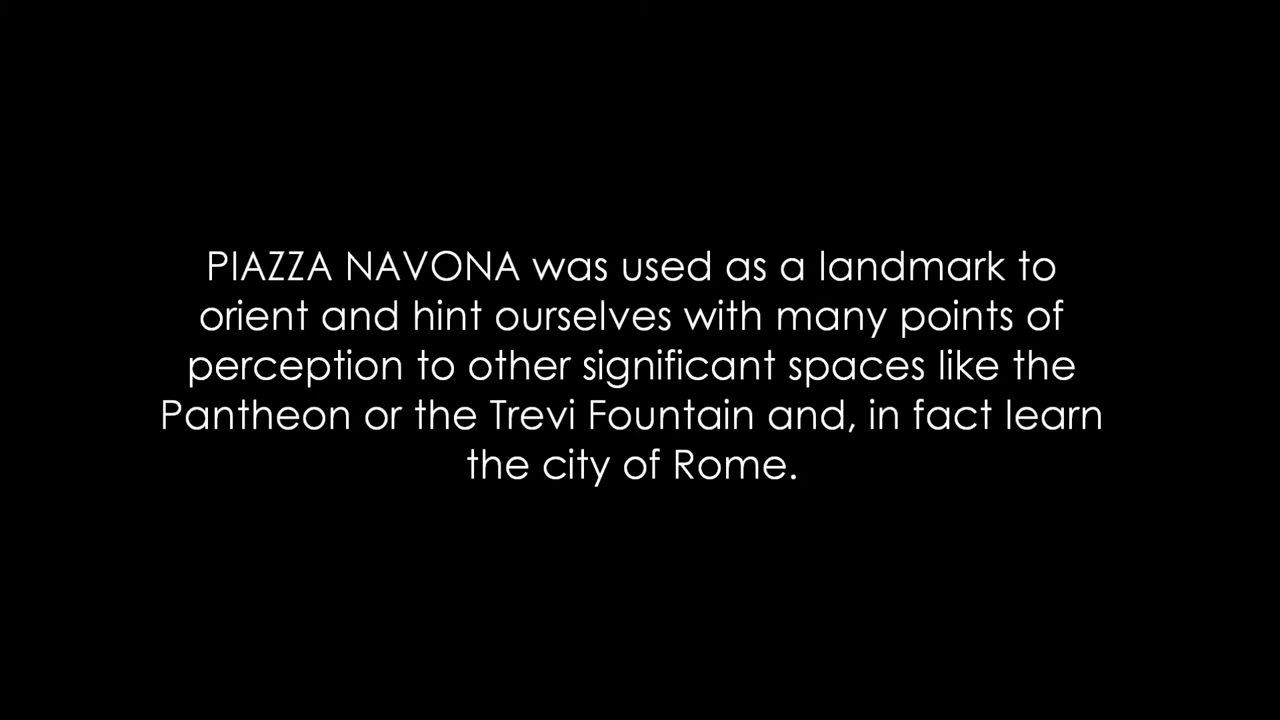 PIAZZA NAVONA was used as a landmark to
orient and hint ourselves with many points of
perception to other significant spaces like the
Pantheon or the Trevi Fountain and, in fact learn
the city of Rome.